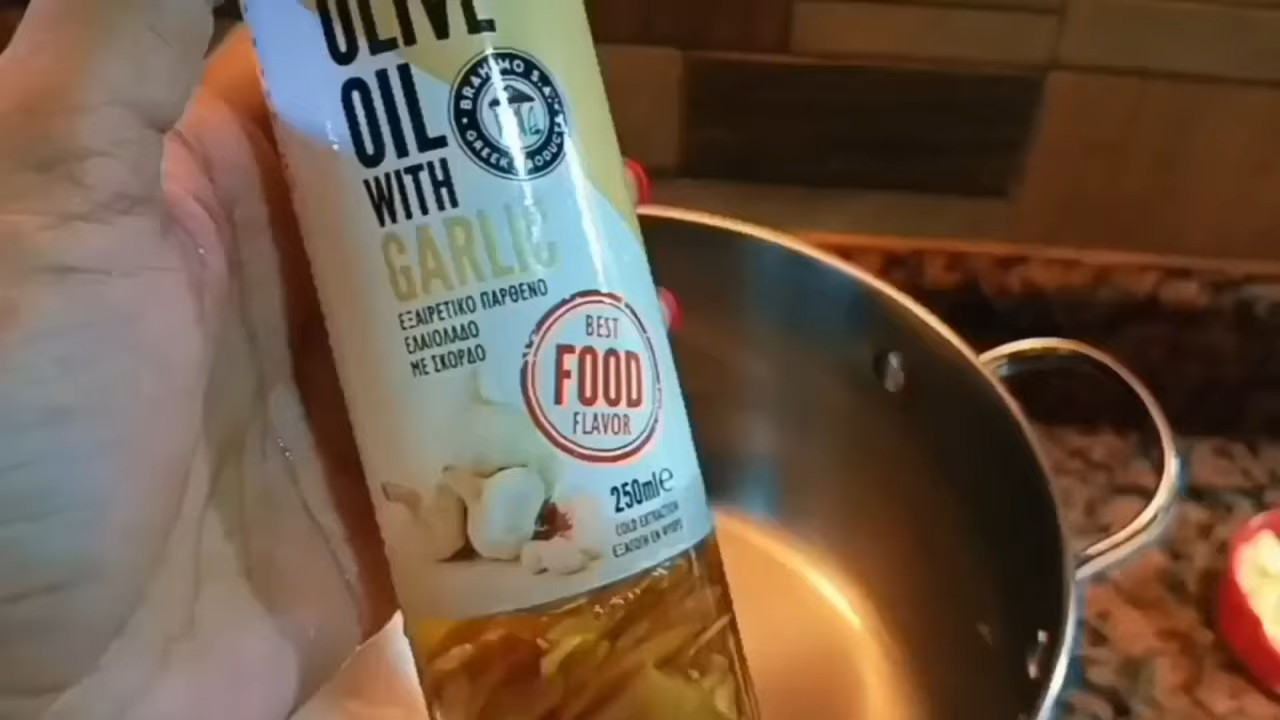 OLIVE
OIL
WITH
GARLIC
ΕΞΑΙΡΕΤΙΚΟ ΠΑΡΘΕΝΟ
ΕΛΑΙΟΛΑΔΟ
ΜΕ ΣΚΟΡΔΟ
BRAHIMO S.A.
GREEK PRODUCTS
BEST
FOOD
FLAVOR
250ml e
COLD EXTRACTION
ΕΞΑΓΩΓΗ ΕΝ ΨΥΧΡΩ